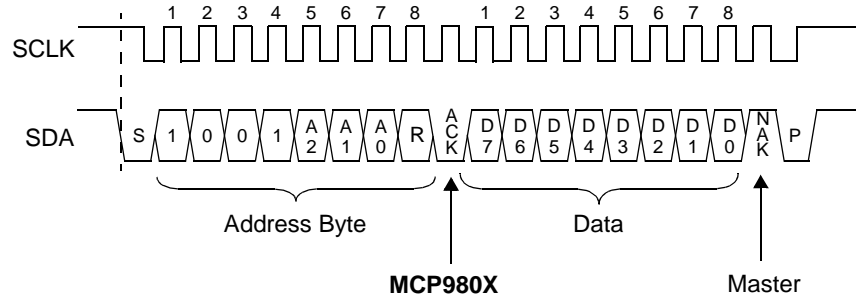 1 2 3 4 5 6 7 8 1 2 3 4 5 6 7 8
SCLK
SDA S 1 0 0 1 A2 A1 A0 R ACK D7 D6 D5 D4 D3 D2 D1 D0 NAK P
Address Byte Data
MCP980X Master